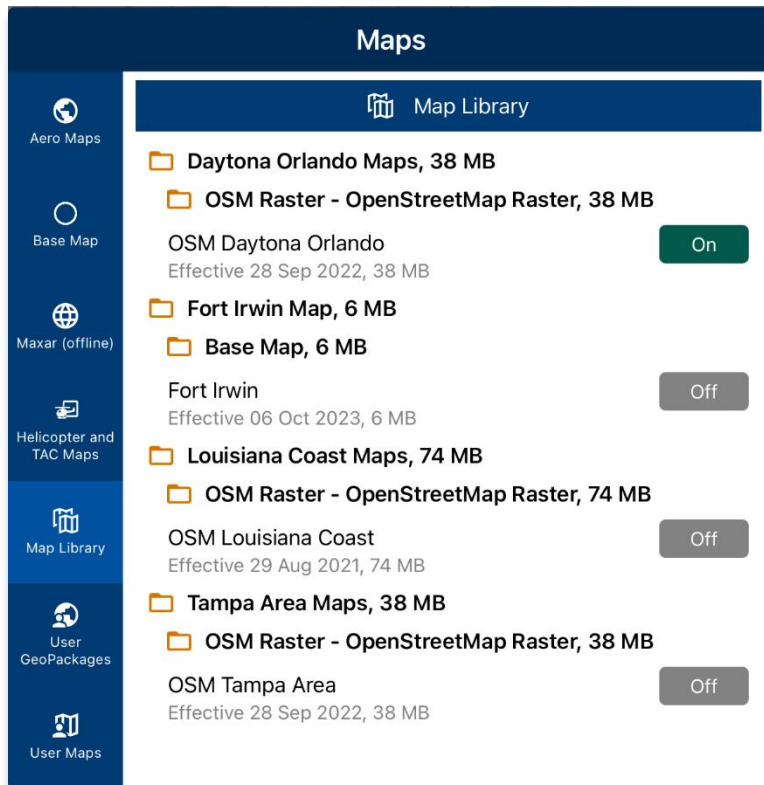 Maps
Aero Maps
Base Map
Maxar (offline)
Helicopter and
TAC Maps
Map Library
User
GeoPackages
User Maps
Map Library
Daytona Orlando Maps, 38 MB
OSM Raster - OpenStreetMap Raster, 38 MB
OSM Daytona Orlando
On
Effective 28 Sep 2022, 38 MB
Fort Irwin Map, 6 MB
Base Map, 6 MB
Fort Irwin
Off
Effective 06 Oct 2023, 6 MB
Louisiana Coast Maps, 74 MB
OSM Raster - OpenStreetMap Raster, 74 MB
OSM Louisiana Coast
Off
Effective 29 Aug 2021, 74 MB
Tampa Area Maps, 38 MB
OSM Raster - OpenStreetMap Raster, 38 MB
OSM Tampa Area
Off
Effective 28 Sep 2022, 38 MB